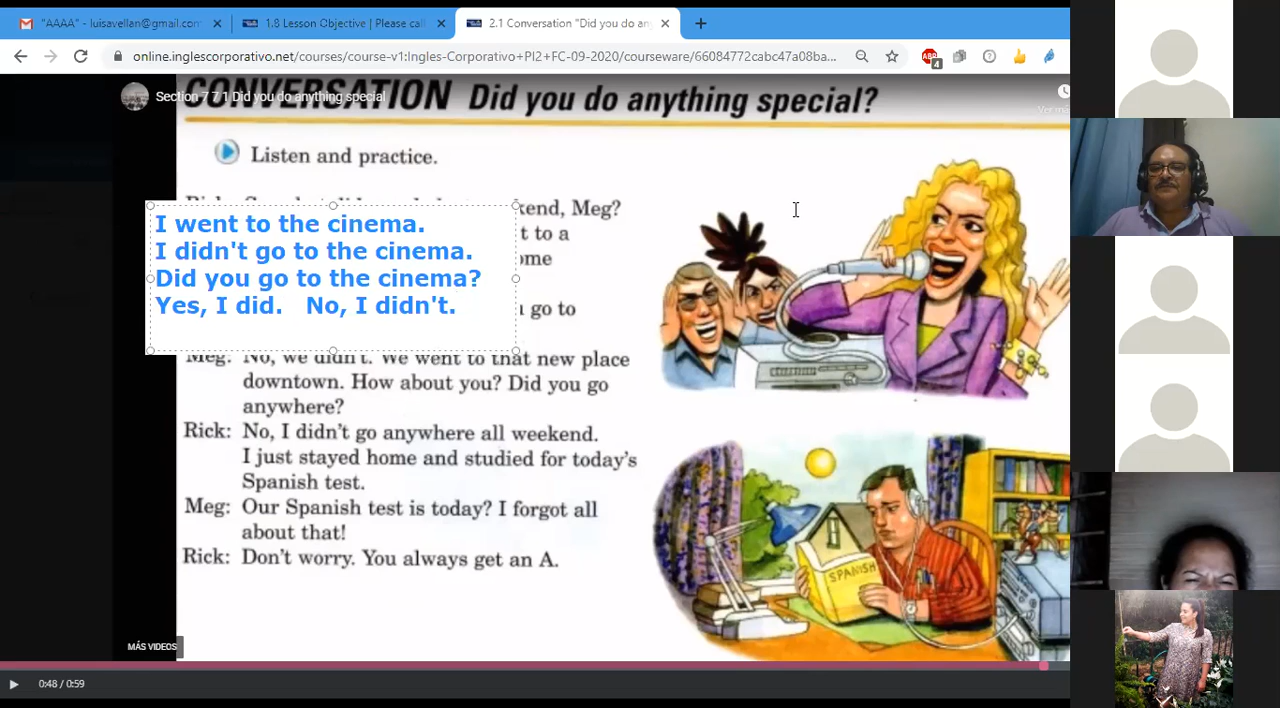 "AAAA" - luisavellan@gmail.com
1.8 Lesson Objective | Please call
2.1 Conversation "Did you do an
online.inglescorporativo.net/courses/course-v1:Ingles-Corporativo+PI2+FC-09-2020/courseware/66084772cabc47a08ba...
4
CONVERSATION Did you do anything special?
Section 7 7 1 Did you do anything special
Listen and practice.
kend, Meg?
I went to the cinema.
t to a
I didn't go to the cinema.
ome
Did you go to the cinema?
Yes, I did. No, I didn't.
go to
Meg: No, we didn't. We went to that new place
downtown. How about you? Did you go
anywhere?
Rick: No, I didn't go anywhere all weekend.
I just stayed home and studied for today's
Spanish test.
Meg: Our Spanish test is today? I forgot all
about that!
Rick: Don't worry. You always get an A.
SPANISH
MÁS VIDEOS
0:48 / 0:59